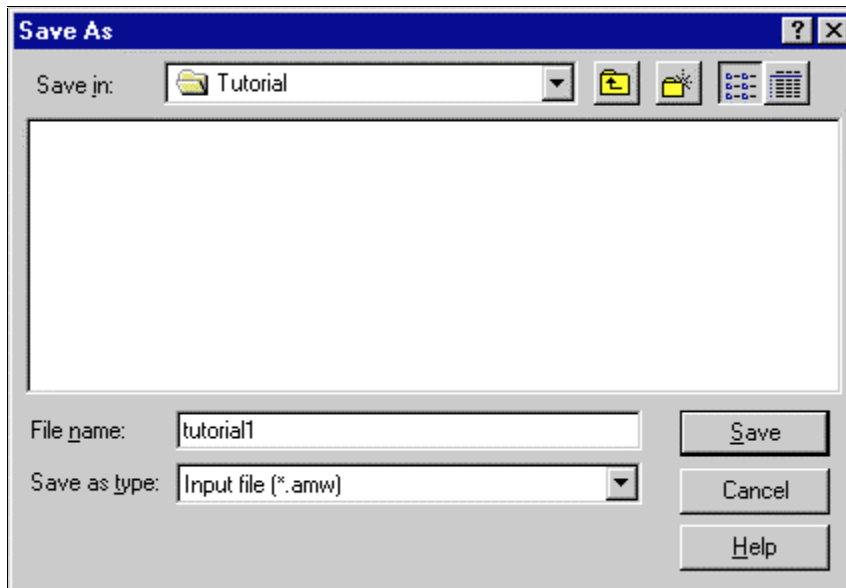 Save As
Save in: Tutorial
File name: tutorial1 Save
Save as type: Input file (*.amw) Cancel
Help